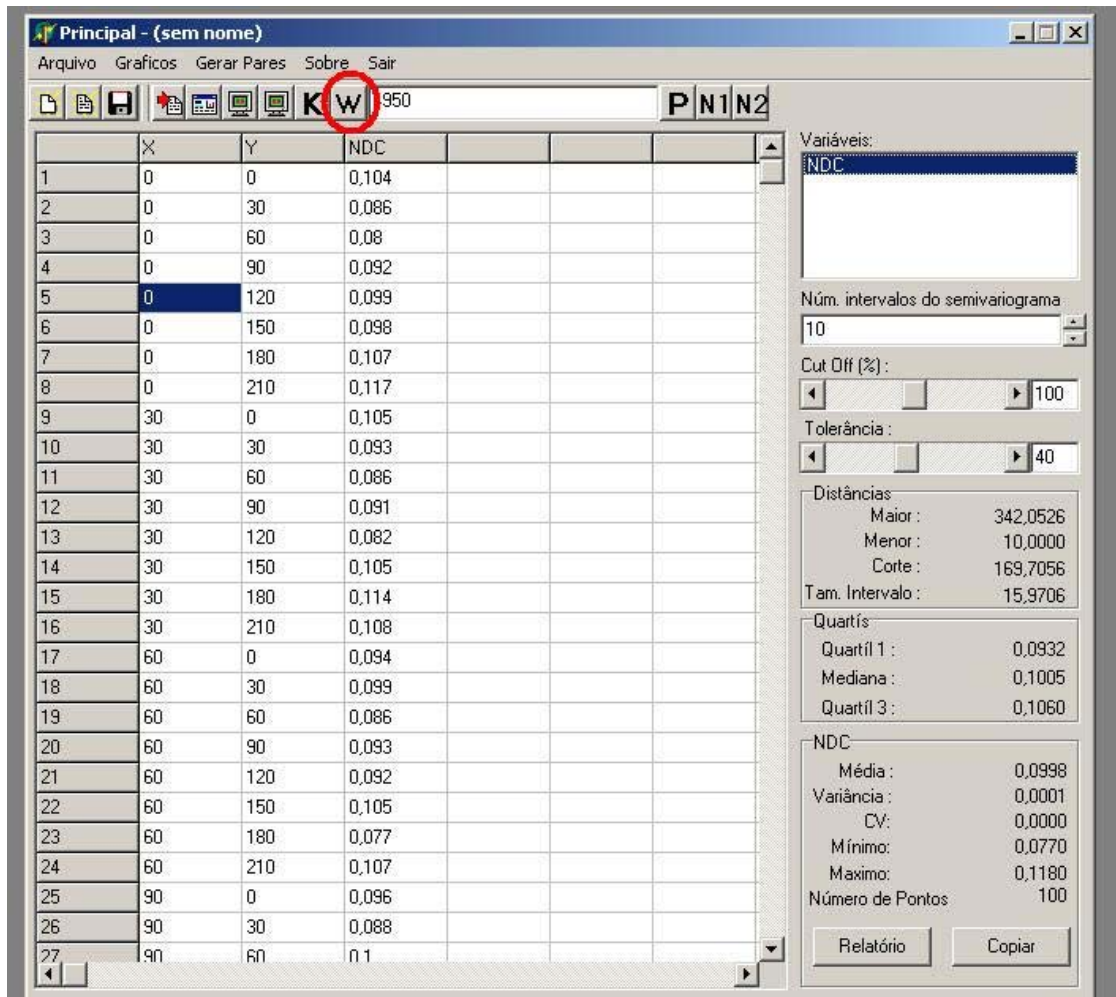 Principal - (sem nome)
Arquivo Graficos Gerar Pares Sobre Sair
K W 950 P N1 N2
X Y NDC
1 0 0 0,104
2 0 30 0,086
3 0 60 0,08
4 0 90 0,092
5 0 120 0,099
6 0 150 0,098
7 0 180 0,107
8 0 210 0,117
9 30 0 0,105
10 30 30 0,093
11 30 60 0,086
12 30 90 0,091
13 30 120 0,082
14 30 150 0,105
15 30 180 0,114
16 30 210 0,108
17 60 0 0,094
18 60 30 0,099
19 60 60 0,086
20 60 90 0,093
21 60 120 0,092
22 60 150 0,105
23 60 180 0,077
24 60 210 0,107
25 90 0 0,096
26 90 30 0,088
27 90 60 0,1
Variáveis:
NDC
Núm. intervalos do semivariograma
10
Cut Off (%) :
100
Tolerância :
40
Distâncias
Maior : 342,0526
Menor : 10,0000
Corte : 169,7056
Tam. Intervalo : 15,9706
Quartís
Quartíl 1 : 0,0932
Mediana : 0,1005
Quartíl 3 : 0,1060
NDC
Média : 0,0998
Variância : 0,0001
CV: 0,0000
Mínimo: 0,0770
Maximo: 0,1180
Número de Pontos 100
Relatório Copiar